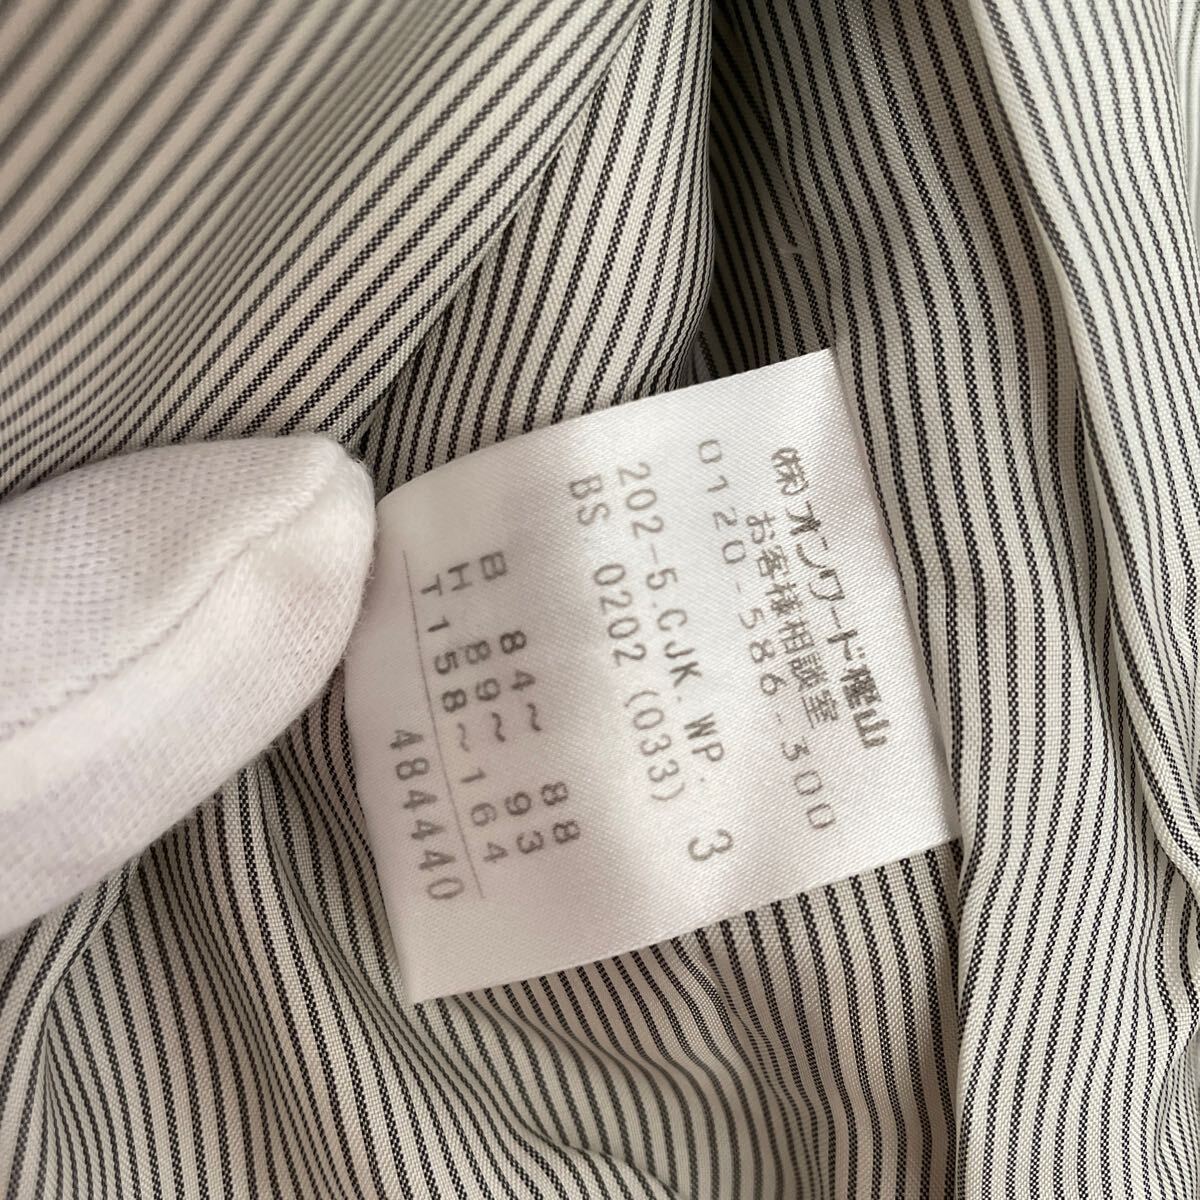 (株)オンワード樫山
お客様相談室
0120-586-300
202-5.CJK.WP. 3
BS 0202(033)
B 84~ 88
H 89~ 93
T158~164
484440